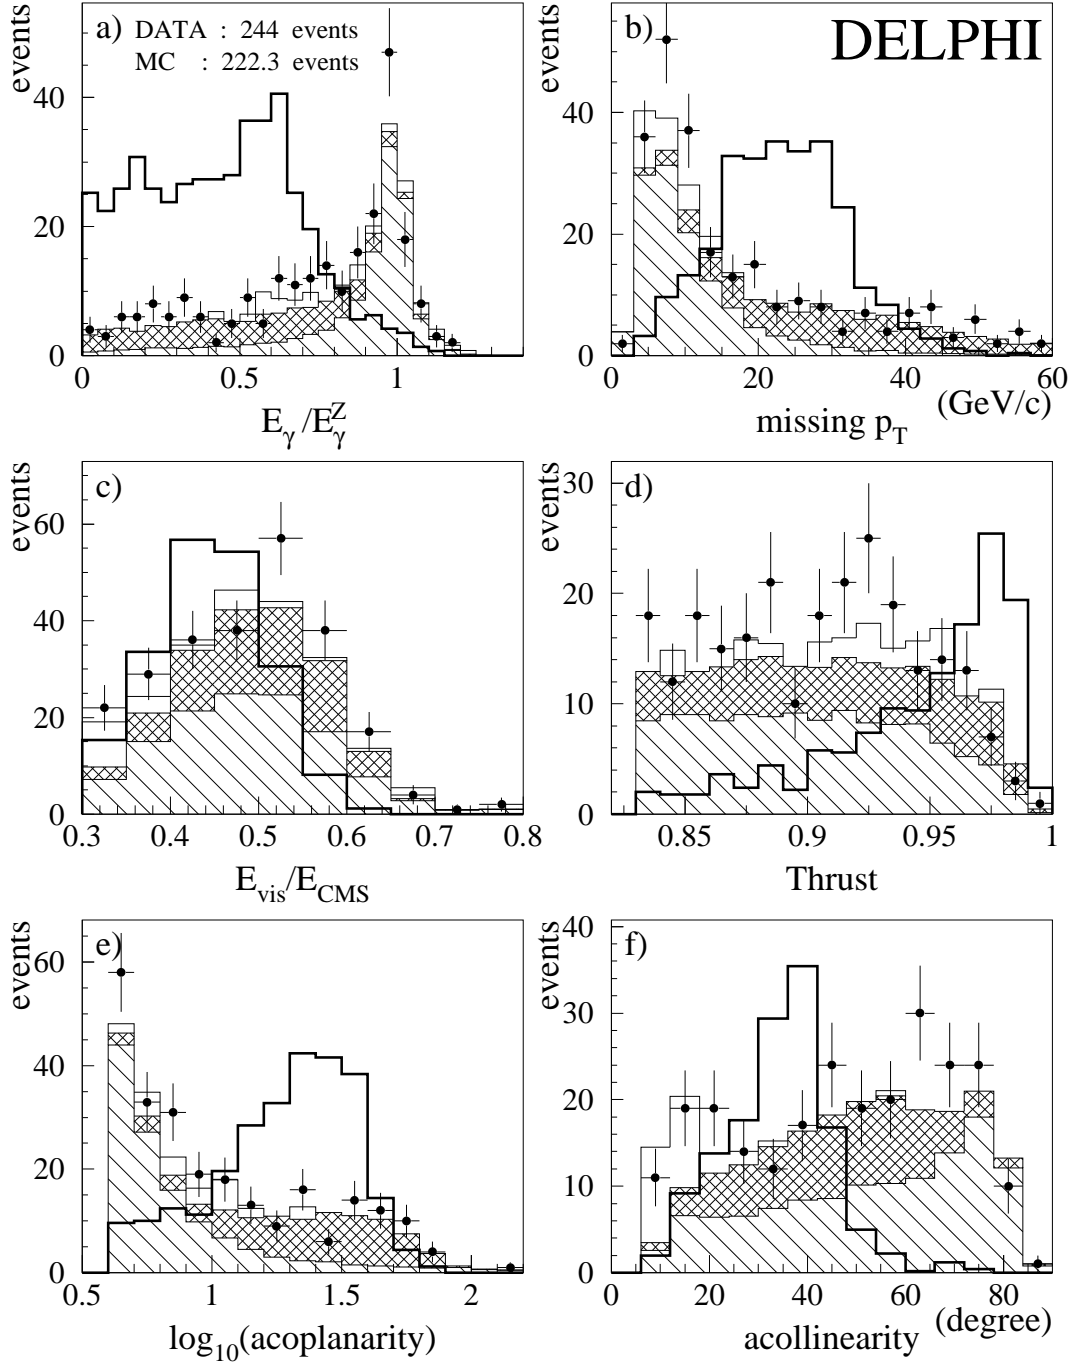 a) DATA : 244 events
MC : 222.3 events
events
40
20
0
0 0.5 1
E_γ/E_γ^Z
b) DELPHI
events
40
20
0
0 20 40 60
(GeV/c)
missing p_T
c)
events
60
40
20
0
0.3 0.4 0.5 0.6 0.7 0.8
E_vis/E_CMS
d)
events
30
20
10
0
0.85 0.9 0.95 1
Thrust
e)
events
60
40
20
0
0.5 1 1.5 2
log_10(acoplanarity)
f)
events
40
30
20
10
0
0 20 40 60 80
(degree)
acollinearity